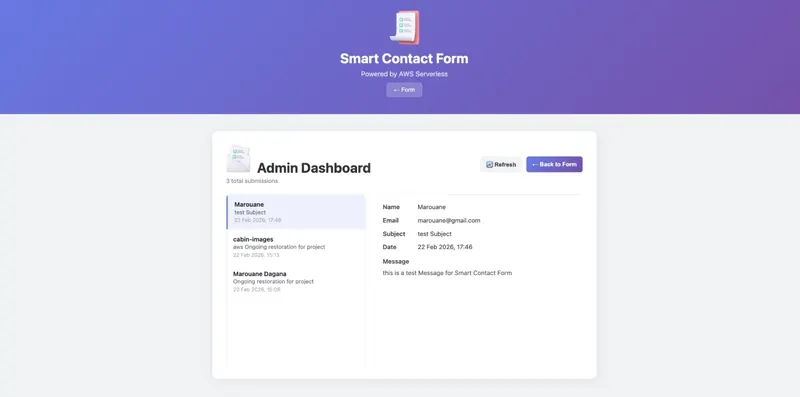 Smart Contact Form
Powered by AWS Serverless
← Form
Admin Dashboard
3 total submissions
Refresh
← Back to Form
Marouane
test Subject
22 Feb 2026, 17:46
cabin-images
aws Ongoing restoration for project
22 Feb 2026, 15:13
Marouane Dagana
Ongoing restoration for project
Feb 2026,
Name Marouane
Email marouane@gmail.com
Subject test Subject
Date 22 Feb 2026, 17:46
Message
this is a test Message for Smart Contact Form